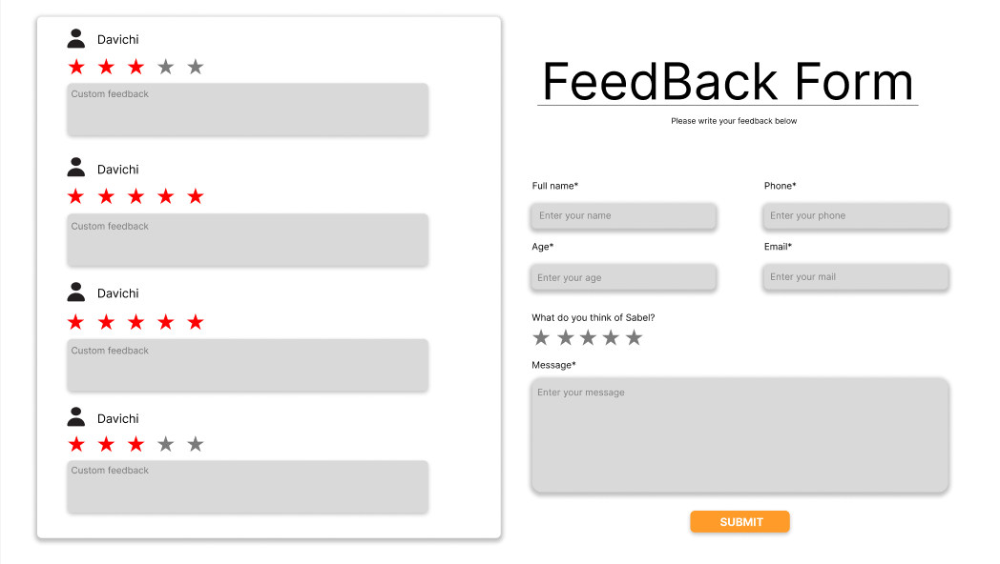 Davichi
Custom feedback
Davichi
Custom feedback
Davichi
Custom feedback
Davichi
Custom feedback
FeedBack Form
Please write your feedback below
Full name*
Phone*
Enter your name
Enter your phone
Age*
Email*
Enter your age
Enter your mail
What do you think of Sabel?
Message*
Enter your message
SUBMIT